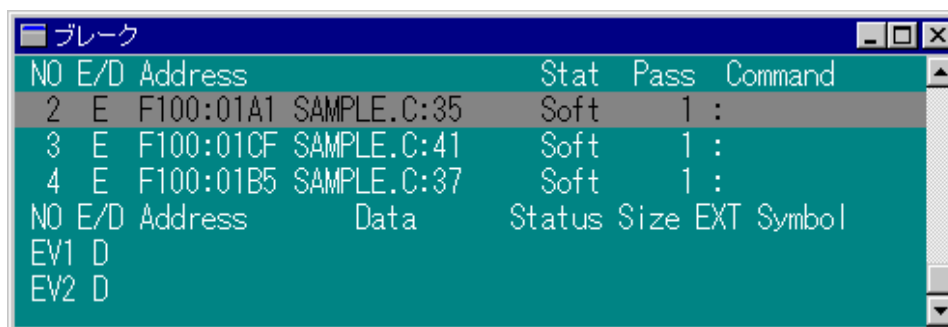 ブレーク
NO E/D Address Stat Pass Command
2 E F100:01A1 SAMPLE.C:35 Soft 1 :
3 E F100:01CF SAMPLE.C:41 Soft 1 :
4 E F100:01B5 SAMPLE.C:37 Soft 1 :
NO E/D Address Data Status Size EXT Symbol
EV1 D
EV2 D